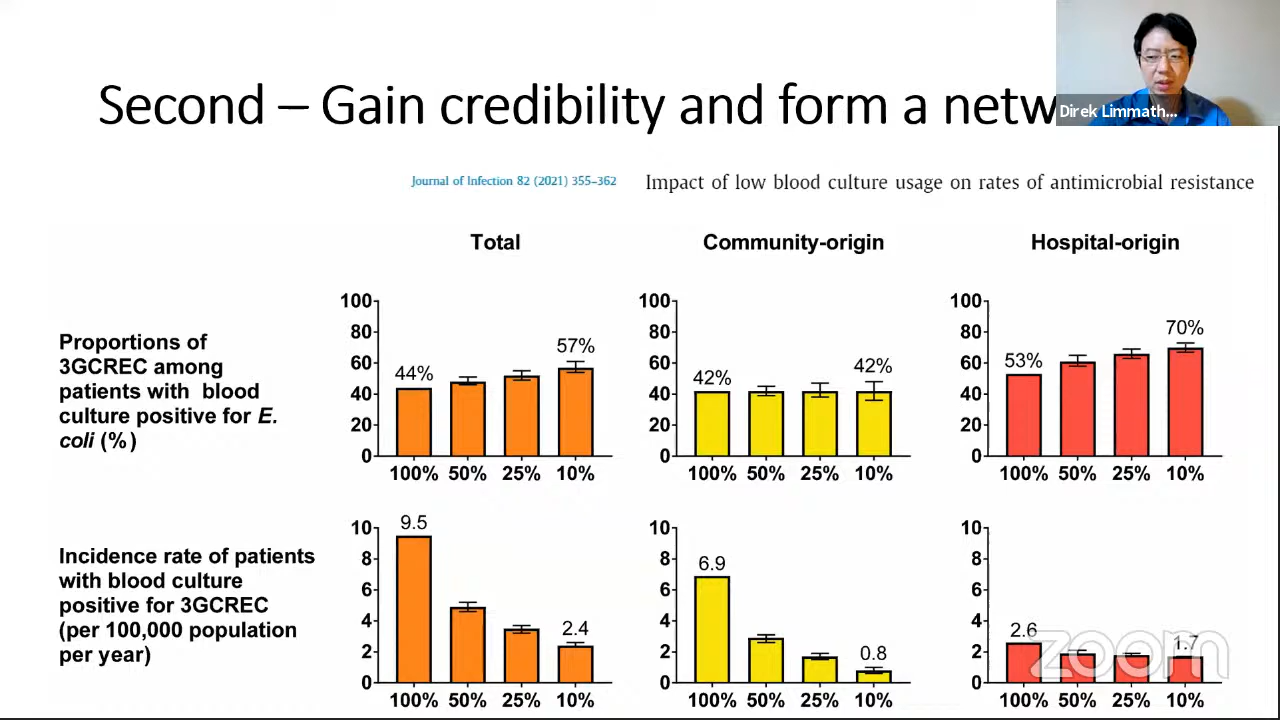 Second – Gain credibility and form a netw
Direk Limmath...
Journal of Infection 82 (2021) 355–362
Impact of low blood culture usage on rates of antimicrobial resistance
Total
Community-origin
Hospital-origin
Proportions of
3GCREC among
patients with blood
culture positive for E.
coli (%)
100
80
60
40
20
0
44%
57%
100% 50% 25% 10%
100
80
60
40
20
0
42%
42%
100% 50% 25% 10%
100
80
60
40
20
0
53%
70%
100% 50% 25% 10%
Incidence rate of patients
with blood culture
positive for 3GCREC
(per 100,000 population
per year)
10
8
6
4
2
0
9.5
2.4
100% 50% 25% 10%
10
8
6
4
2
0
6.9
0.8
100% 50% 25% 10%
10
8
6
4
2
0
2.6
1.7
100% 50% 25% 10%
zoom